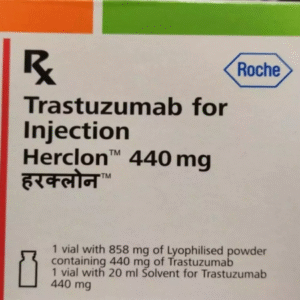 Rx
Roche
Trastuzumab for
Injection
Herclon™ 440 mg
हरक्लोन™
1 vial with 858 mg of Lyophilised powder
containing 440 mg of Trastuzumab
1 vial with 20 ml Solvent for Trastuzumab
440 mg